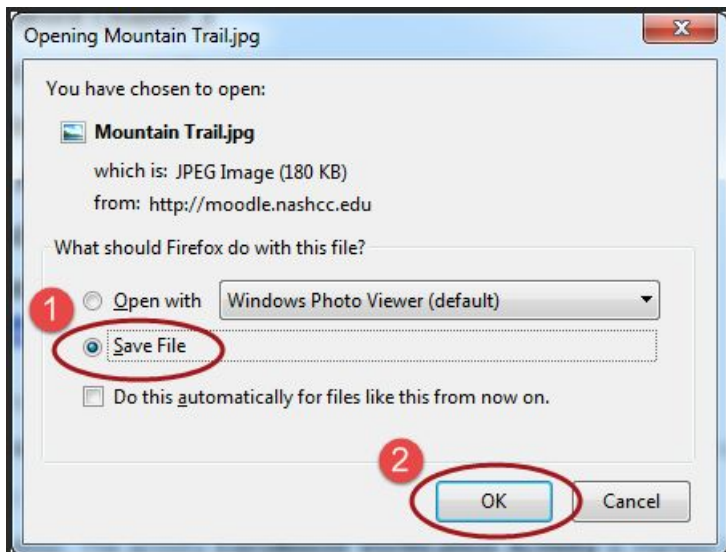 Opening Mountain Trail.jpg
X
You have chosen to open:
Mountain Trail.jpg
which is: JPEG Image (180 KB)
from: http://moodle.nashcc.edu
What should Firefox do with this file?
1
Open with Windows Photo Viewer (default)
Save File
Do this automatically for files like this from now on.
2
OK Cancel